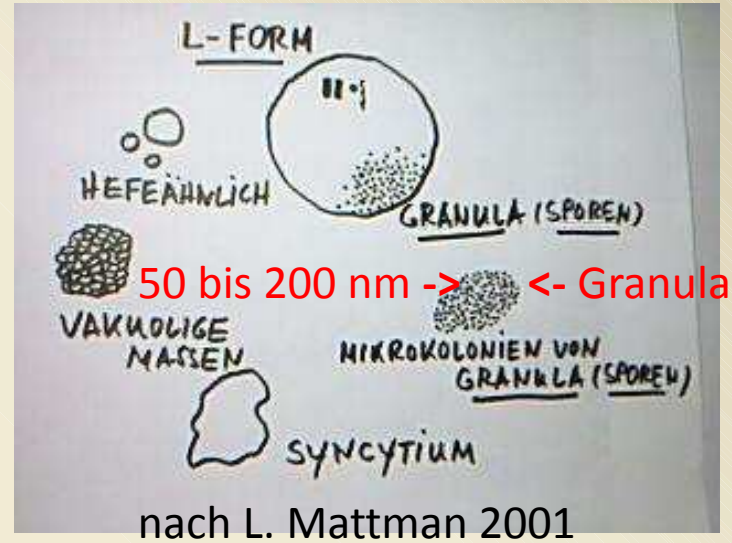 L-FORM
HEFEÄHNLICH
GRANULA (SPOREN)
50 bis 200 nm -> <- Granula
VAKUOLIGE
MASSEN
MIKROKOLONIEN VON
GRANULA (SPOREN)
SYNCYTIUM
nach L. Mattman 2001